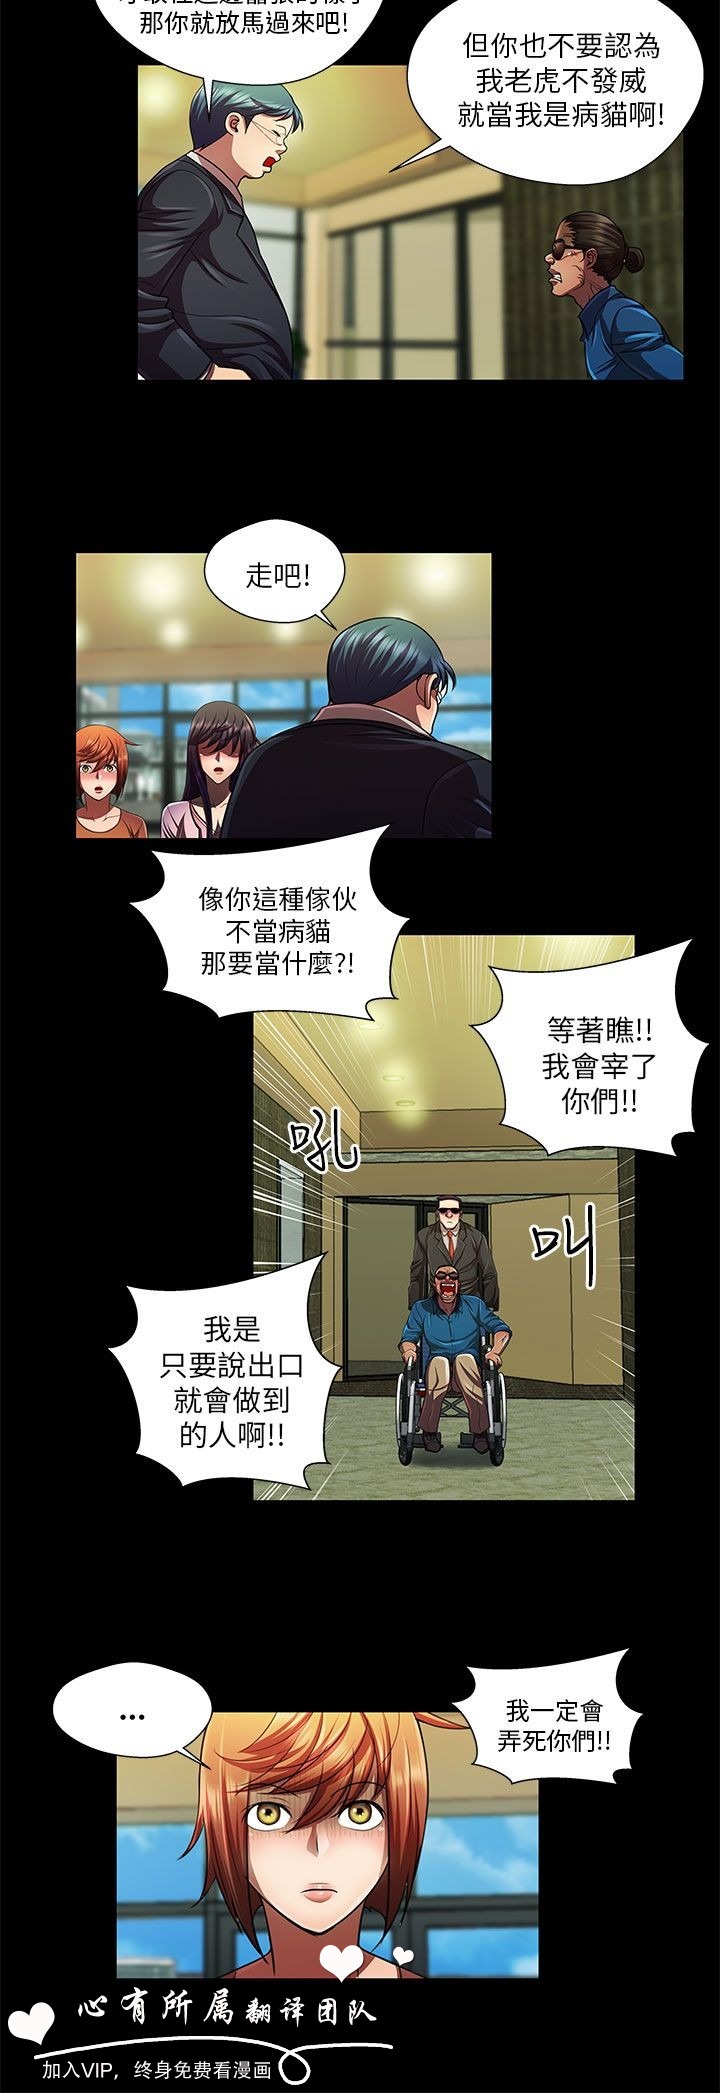 那你就放馬過來吧!
但你也不要認為
我老虎不發威
就當我是病貓啊!
走吧!
像你這種傢伙
不當病貓
那要當什麼?!
等著瞧!!
我會宰了
你們!!
吼
叫
我是
只要說出口
就會做到
的人啊!!
...
我一定會
弄死你們!!
心有所属翻译团队
加入VIP，终身免费看漫画